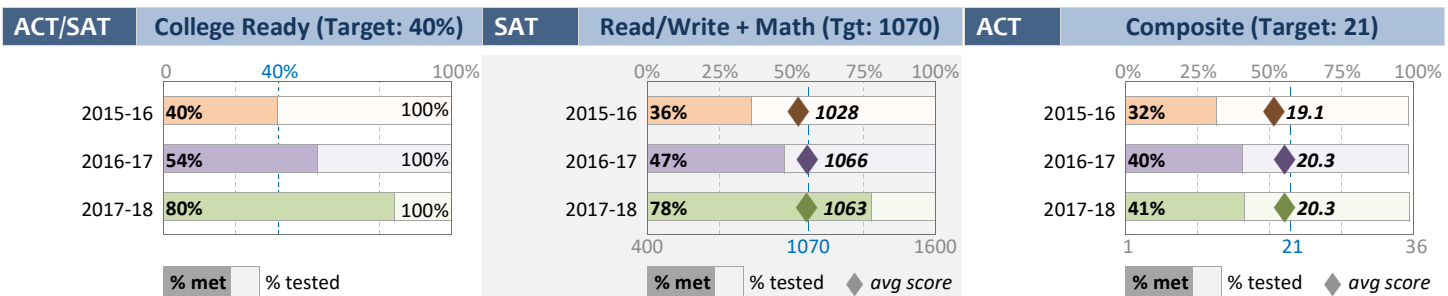 ACT/SAT College Ready (Target: 40%)
0 40% 100%
2015-16 40% 100%
2016-17 54% 100%
2017-18 80% 100%
% met % tested
SAT Read/Write + Math (Tgt: 1070)
0% 25% 50% 75% 100%
2015-16 36% 1028
2016-17 47% 1066
2017-18 78% 1063
400 1070 1600
% met % tested avg score
ACT Composite (Target: 21)
0% 25% 50% 75% 100%
2015-16 32% 19.1
2016-17 40% 20.3
2017-18 41% 20.3
1 21 36
% met % tested avg score